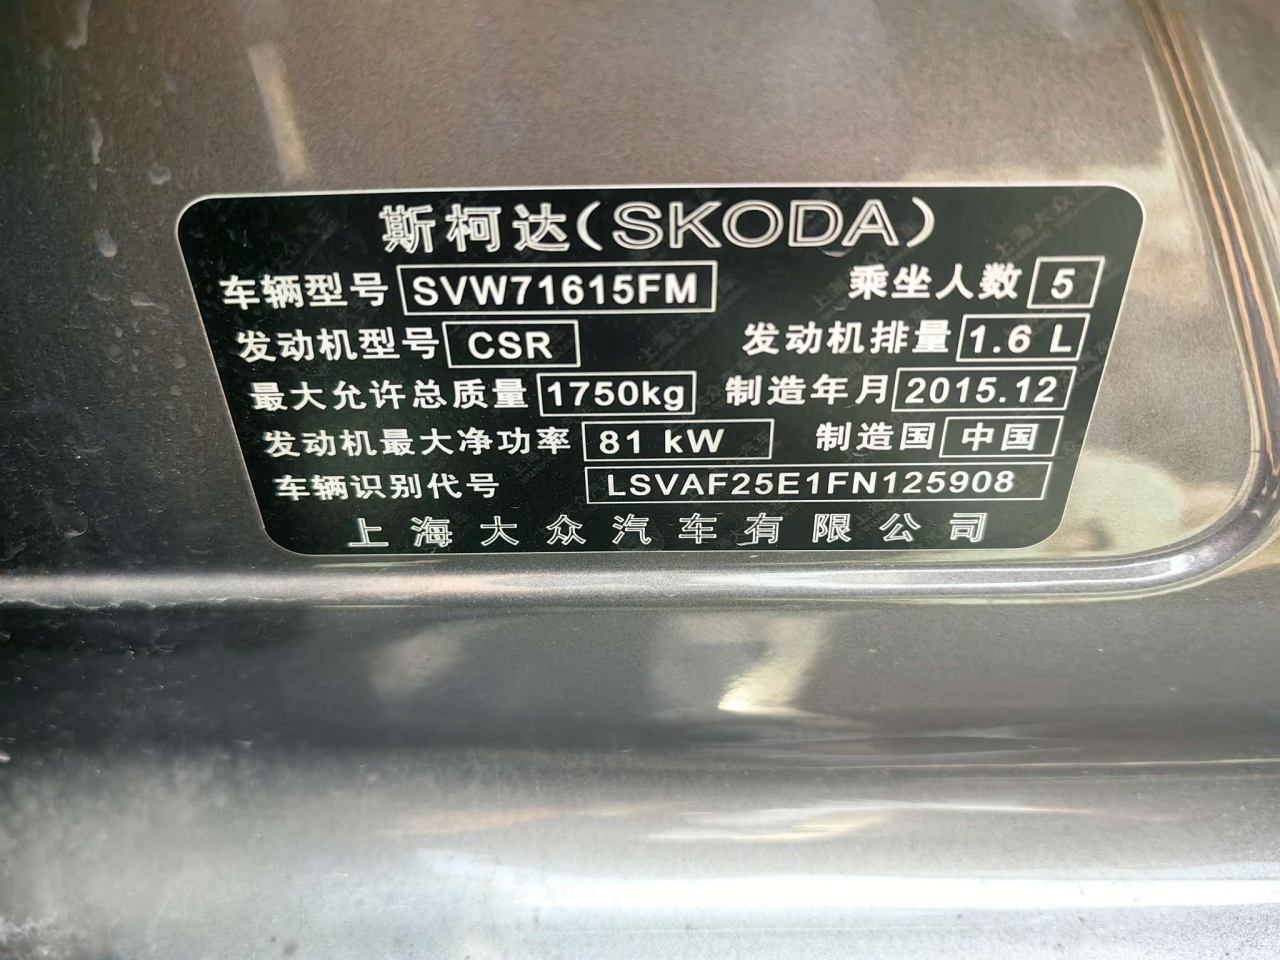 斯柯达(SKODA)
车辆型号 SVW71615FM 乘坐人数 5
发动机型号 CSR 发动机排量 1.6 L
最大允许总质量 1750kg 制造年月 2015.12
发动机最大净功率 81 kW 制造国 中国
车辆识别代号 LSVAF25E1FN125908
上海大众汽车有限公司